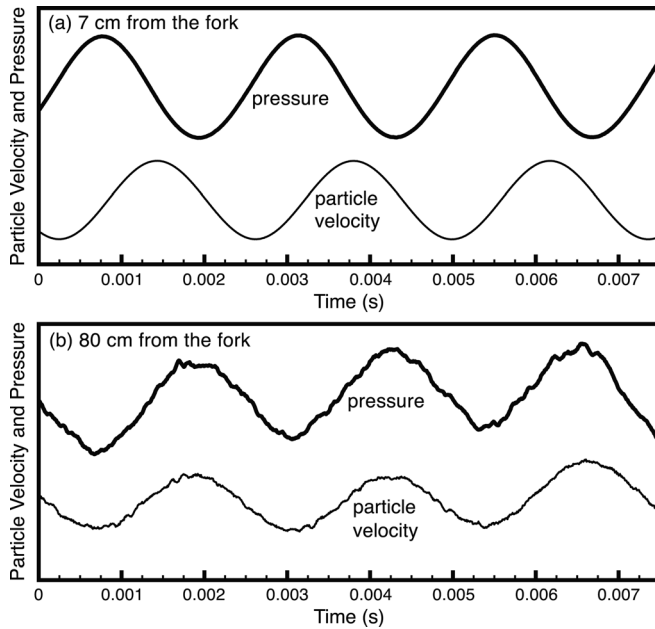 (a) 7 cm from the fork
Particle Velocity and Pressure
pressure
particle
velocity
0 0.001 0.002 0.003 0.004 0.005 0.006 0.007
Time (s)
(b) 80 cm from the fork
Particle Velocity and Pressure
pressure
particle
velocity
0 0.001 0.002 0.003 0.004 0.005 0.006 0.007
Time (s)